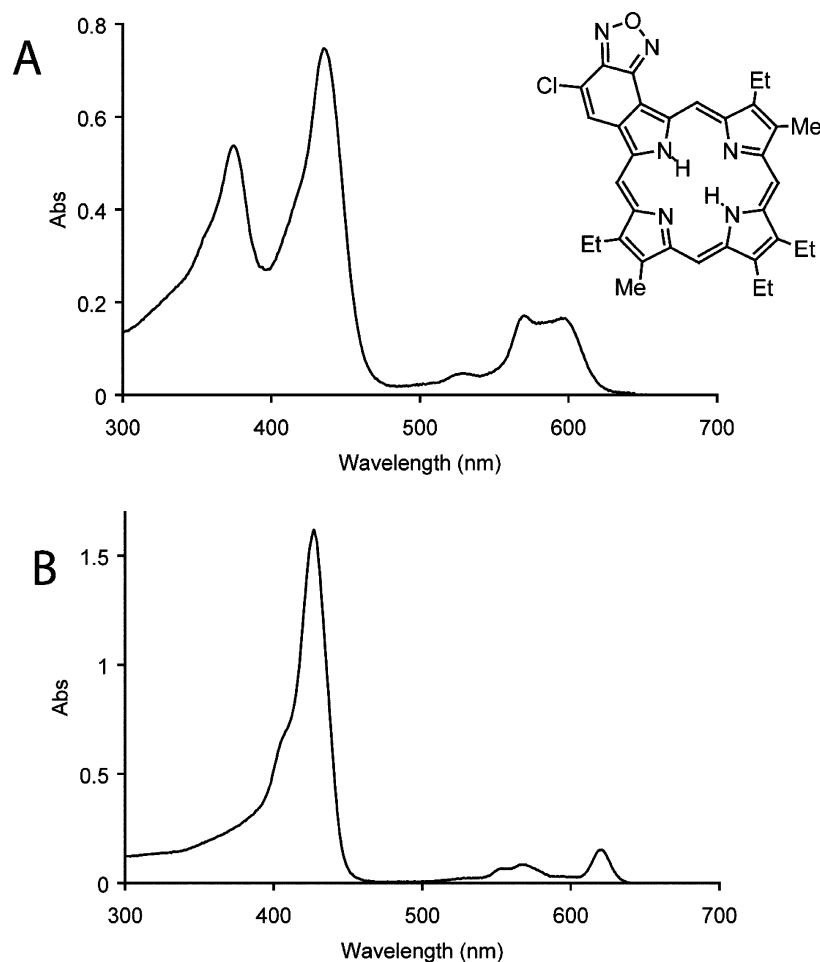 A
0.8
0.6
0.4
0.2
0
Abs
300 400 500 600 700
Wavelength (nm)
O
N N
Cl
Et
Me
N N
H
H
N N
Et
Et
Me
Et
B
1.5
1
0.5
0
Abs
300 400 500 600 700
Wavelength (nm)